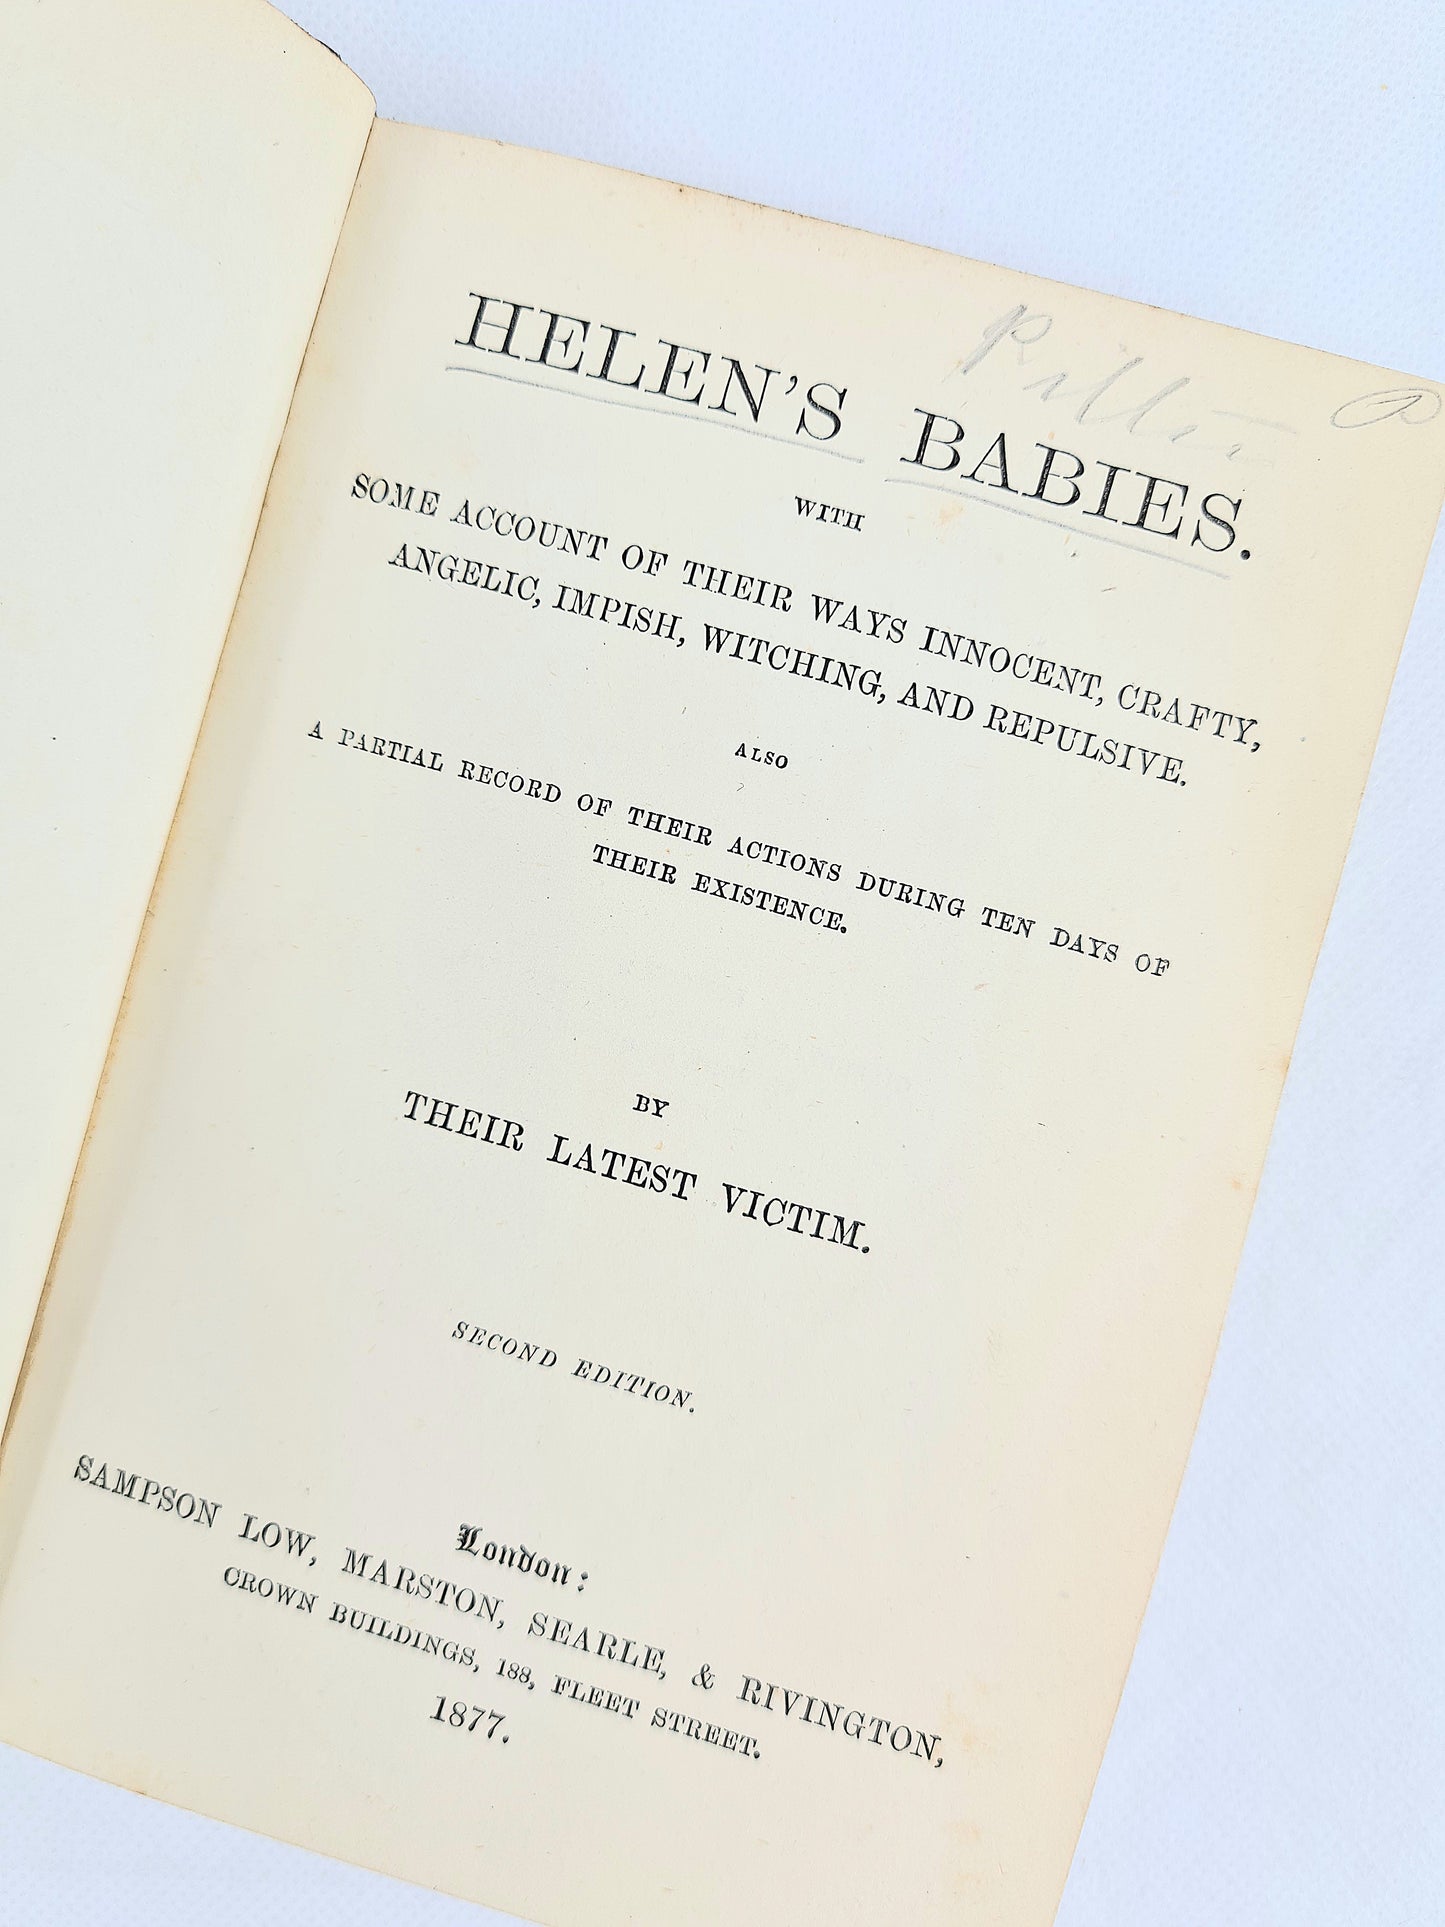 HELEN'S BABIES.
WITH
SOME ACCOUNT OF THEIR WAYS INNOCENT, CRAFTY,
ANGELIC, IMPISH, WITCHING, AND REPULSIVE.
ALSO
A PARTIAL RECORD OF THEIR ACTIONS DURING TEN DAYS OF
THEIR EXISTENCE.
BY
THEIR LATEST VICTIM.
SECOND EDITION.
London:
SAMPSON LOW, MARSTON, SEARLE, & RIVINGTON,
CROWN BUILDINGS, 188, FLEET STREET.
1877.